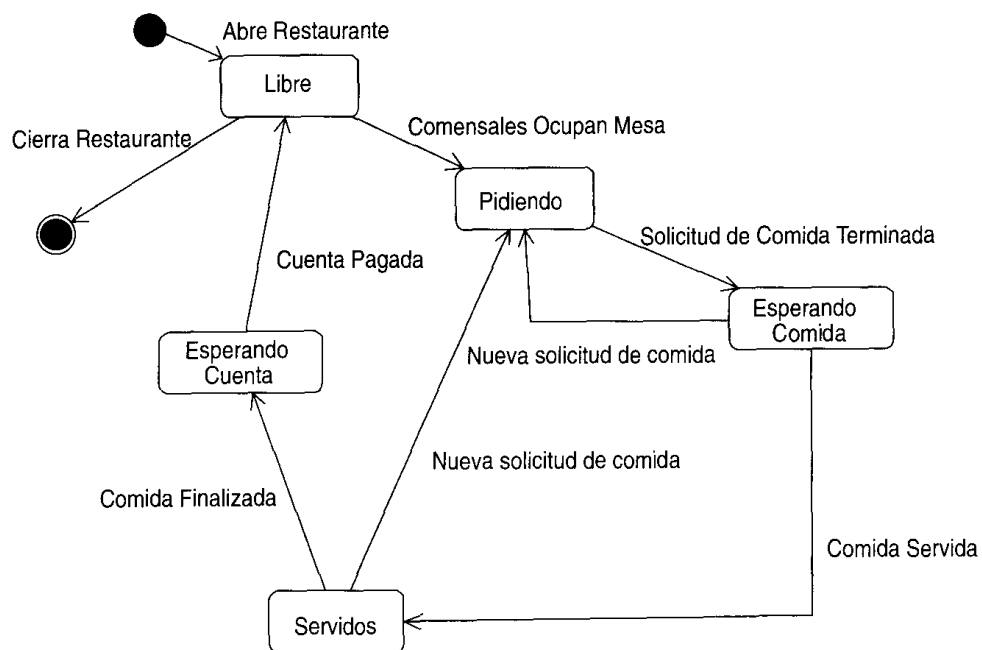 Abre Restaurante
Libre
Cierra Restaurante
Comensales Ocupan Mesa
Pidiendo
Solicitud de Comida Terminada
Cuenta Pagada
Esperando
Comida
Esperando
Cuenta
Nueva solicitud de comida
Nueva solicitud de comida
Comida Finalizada
Comida Servida
Servidos